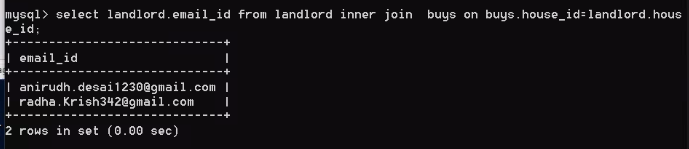 mysql> select landlord.email_id from landlord inner join  buys on buys.house_id=landlord.hous
e_id;
+-----------------------------+
| email_id                    |
+-----------------------------+
| anirudh.desai1230@gmail.com |
| radha.Krish342@gmail.com    |
+-----------------------------+
2 rows in set (0.00 sec)